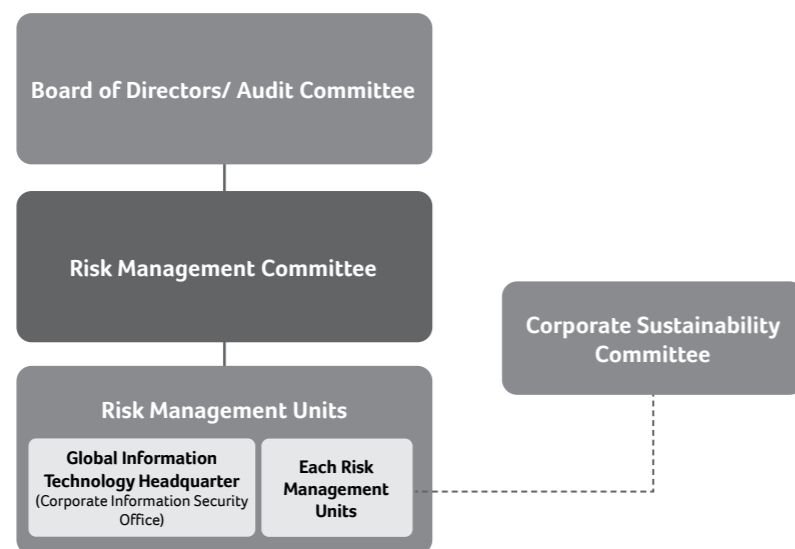 Board of Directors/ Audit Committee
Risk Management Committee
Corporate Sustainability
Committee
Risk Management Units
Global Information
Technology Headquarter
(Corporate Information Security
Office)
Each Risk
Management
Units